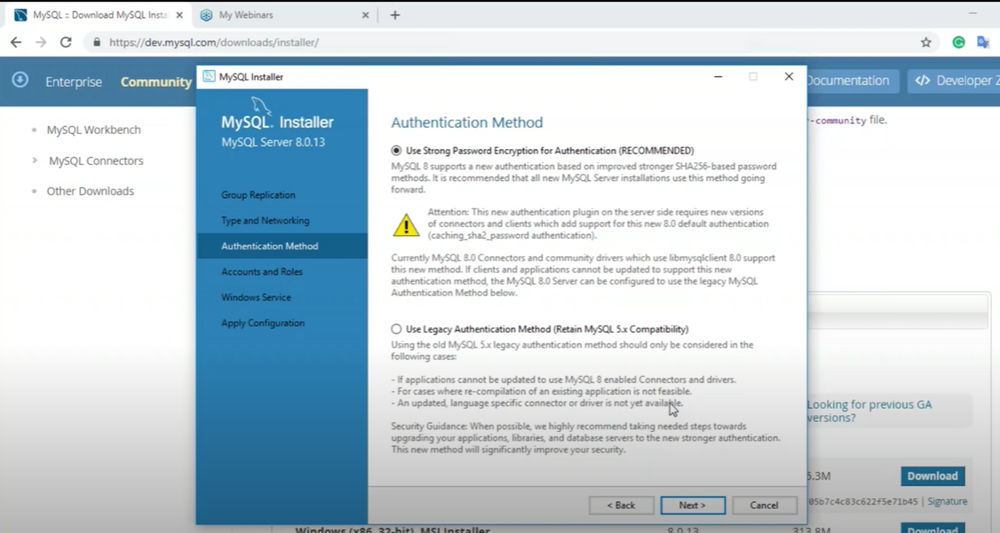 MySQL :: Download MySQL Insta
My Webinars
https://dev.mysql.com/downloads/installer/
Enterprise
Community
Documentation
Developer Z
MySQL Workbench
MySQL Connectors
Other Downloads
-community file.
MySQL Installer
MySQL. Installer
MySQL Server 8.0.13
Group Replication
Type and Networking
Authentication Method
Accounts and Roles
Windows Service
Apply Configuration
Authentication Method
Use Strong Password Encryption for Authentication (RECOMMENDED)
MySQL 8 supports a new authentication based on improved stronger SHA256-based password
methods. It is recommended that all new MySQL Server installations use this method going
forward.
Attention: This new authentication plugin on the server side requires new versions
of connectors and clients which add support for this new 8.0 default authentication
(caching_sha2_password authentication).
Currently MySQL 8.0 Connectors and community drivers which use libmysqlclient 8.0 support
this new method. If clients and applications cannot be updated to support this new
authentication method, the MySQL 8.0 Server can be configured to use the legacy MySQL
Authentication Method below.
Use Legacy Authentication Method (Retain MySQL 5.x Compatibility)
Using the old MySQL 5.x legacy authentication method should only be considered in the
following cases:
- If applications cannot be updated to use MySQL 8 enabled Connectors and drivers.
- For cases where re-compilation of an existing application is not feasible.
- An updated, language specific connector or driver is not yet available.
Security Guidance: When possible, we highly recommend taking needed steps towards
upgrading your applications, libraries, and database servers to the new stronger authentication.
This new method will significantly improve your security.
< Back
Next >
Cancel
Looking for previous GA
versions?
5.3M
Download
05b7c4c83c622f5e71b45 | Signature
Windows (x86, 32-bit), MSI Installer
8.0.13
313.8M
Download